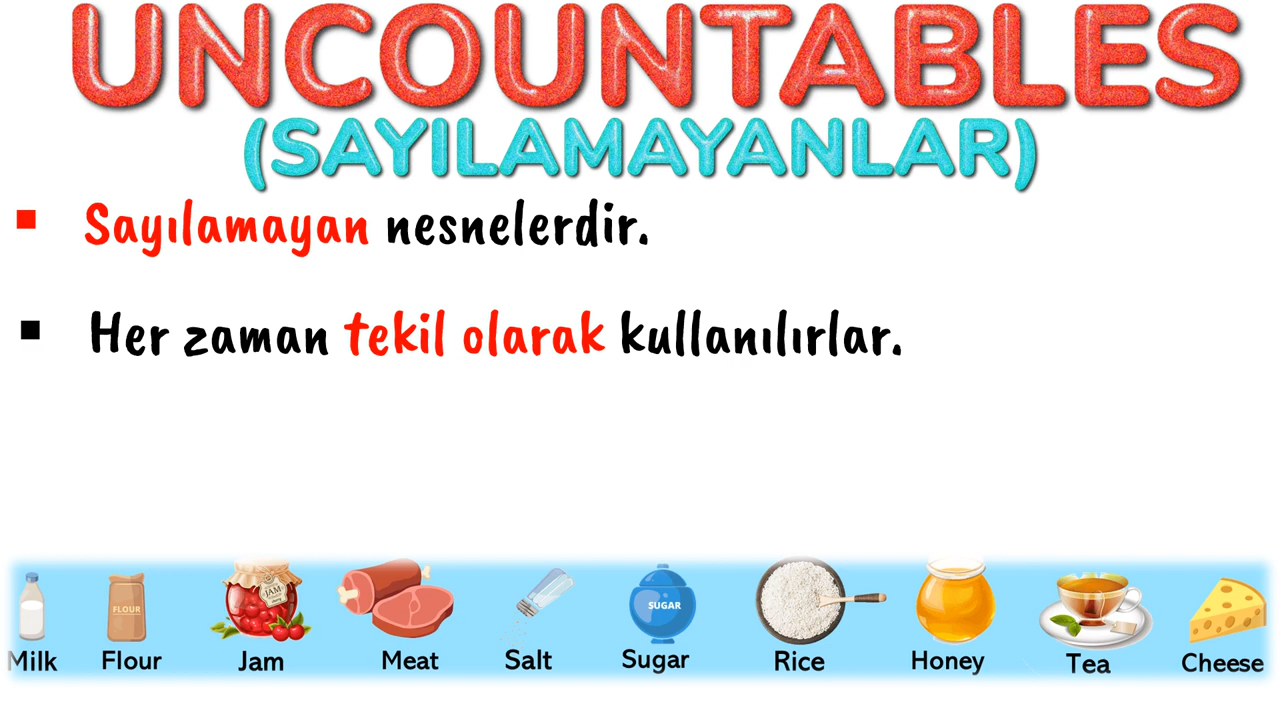 UNCOUNTABLES
(SAYILAMAYANLAR)
▪ Sayılamayan nesnelerdir.
▪ Her zaman tekil olarak kullanılırlar.
FLOUR
JAM
SUGAR
Milk Flour Jam Meat Salt Sugar Rice Honey Tea Cheese